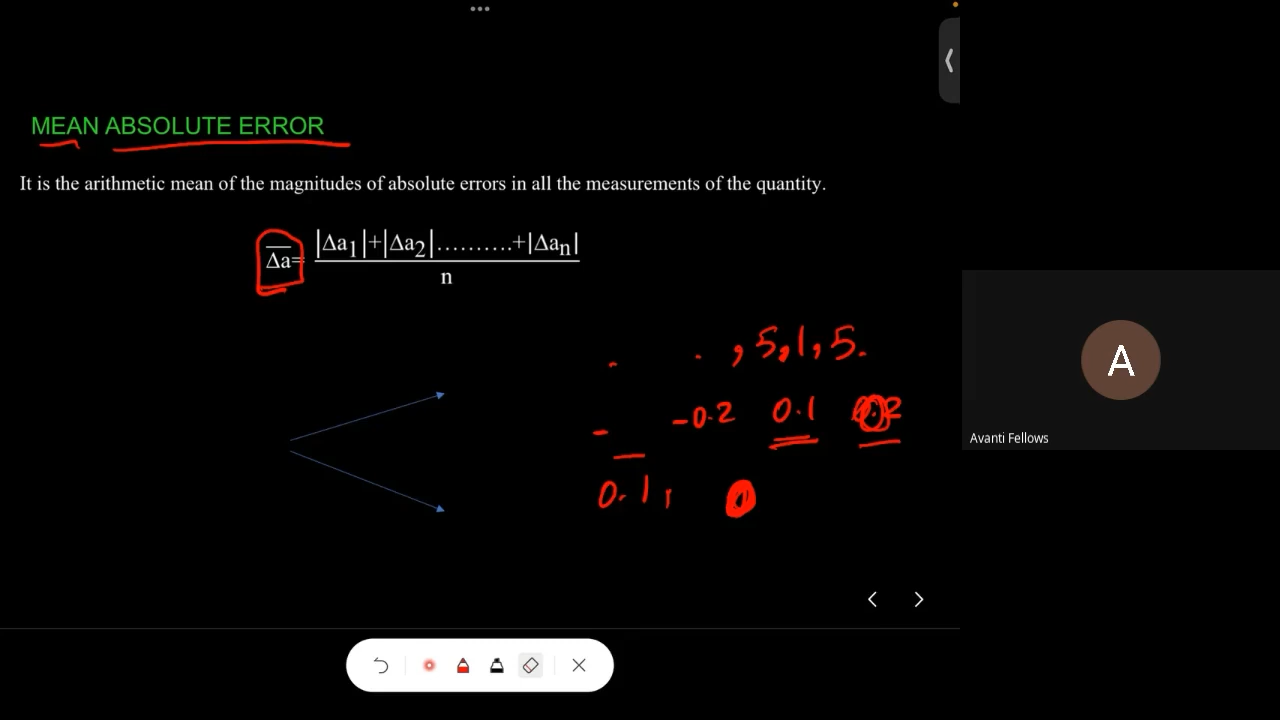 MEAN ABSOLUTE ERROR
It is the arithmetic mean of the magnitudes of absolute errors in all the measurements of the quantity.
|Δa₁|+|Δa₂|..........+|Δaₙ|
Δa̅=
n
, 5,1, 5.
-0.2 0.1
0.1,
A
Avanti Fellows